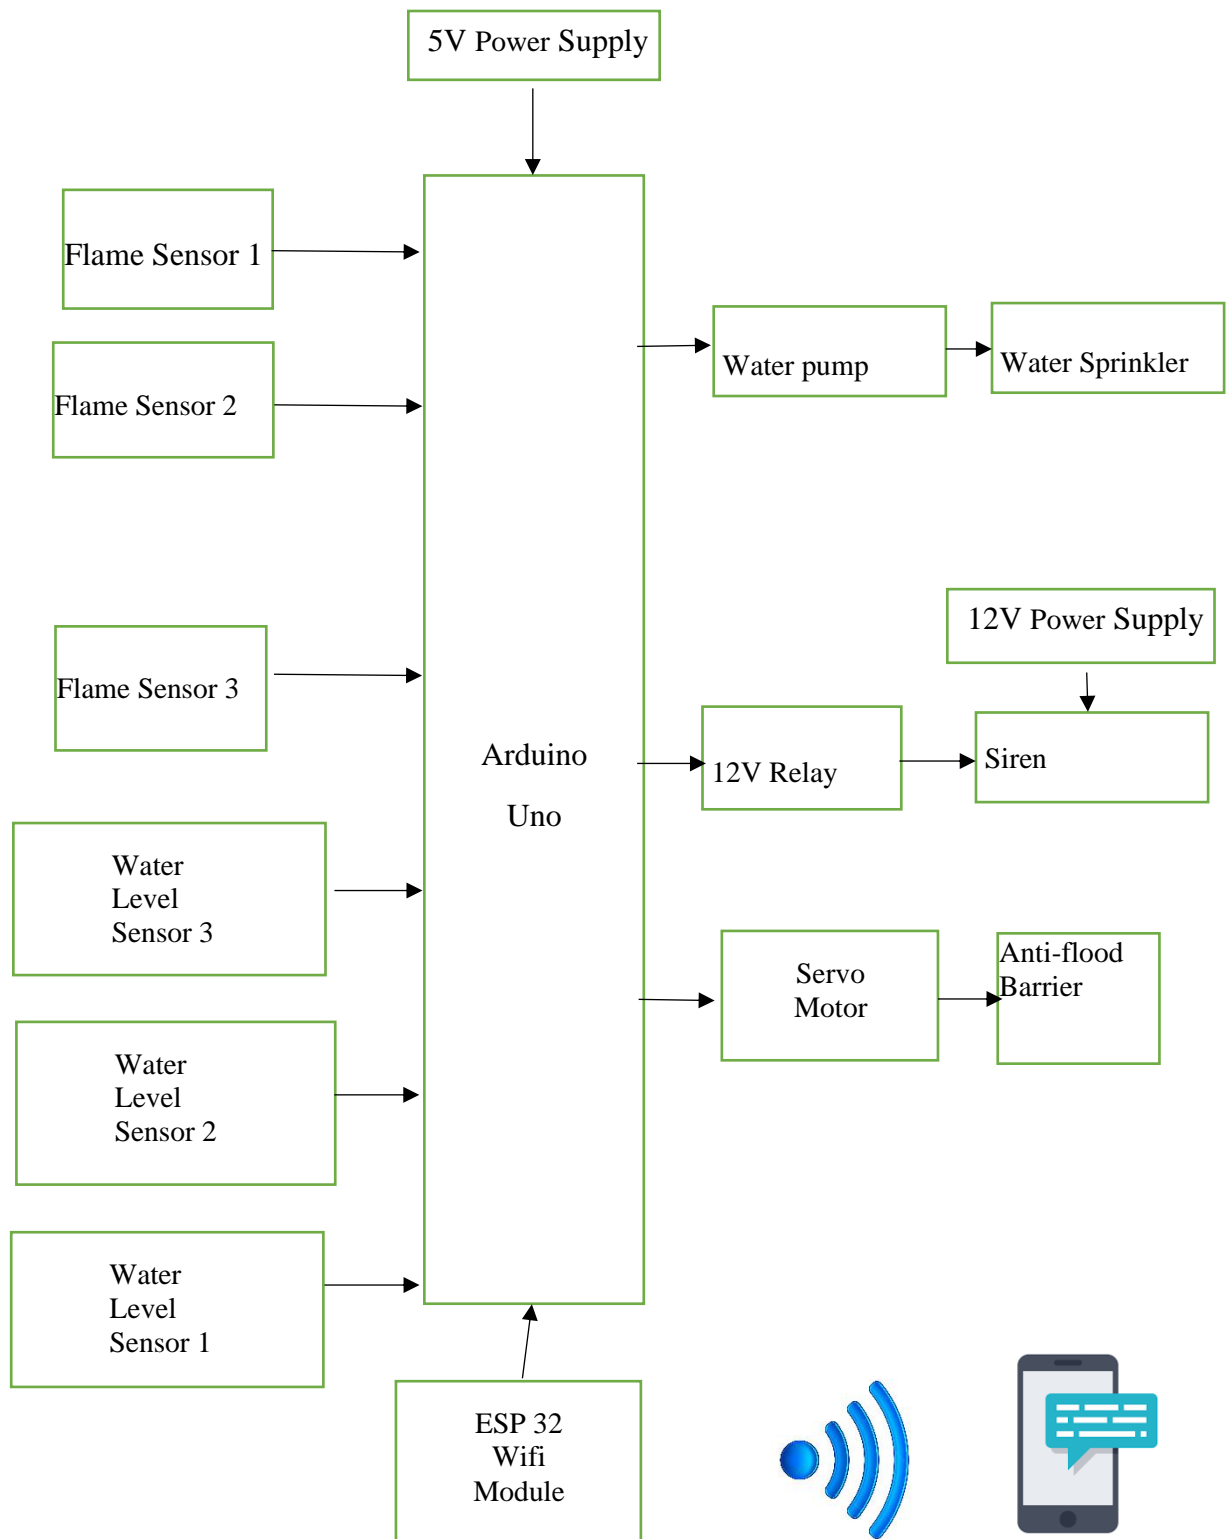 5V Power Supply
Flame Sensor 1
Flame Sensor 2
Flame Sensor 3
Water
Level
Sensor 3
Water
Level
Sensor 2
Water
Level
Sensor 1
Arduino
Uno
ESP 32
Wifi
Module
Water pump
Water Sprinkler
12V Power Supply
12V Relay
Siren
Servo
Motor
Anti-flood
Barrier